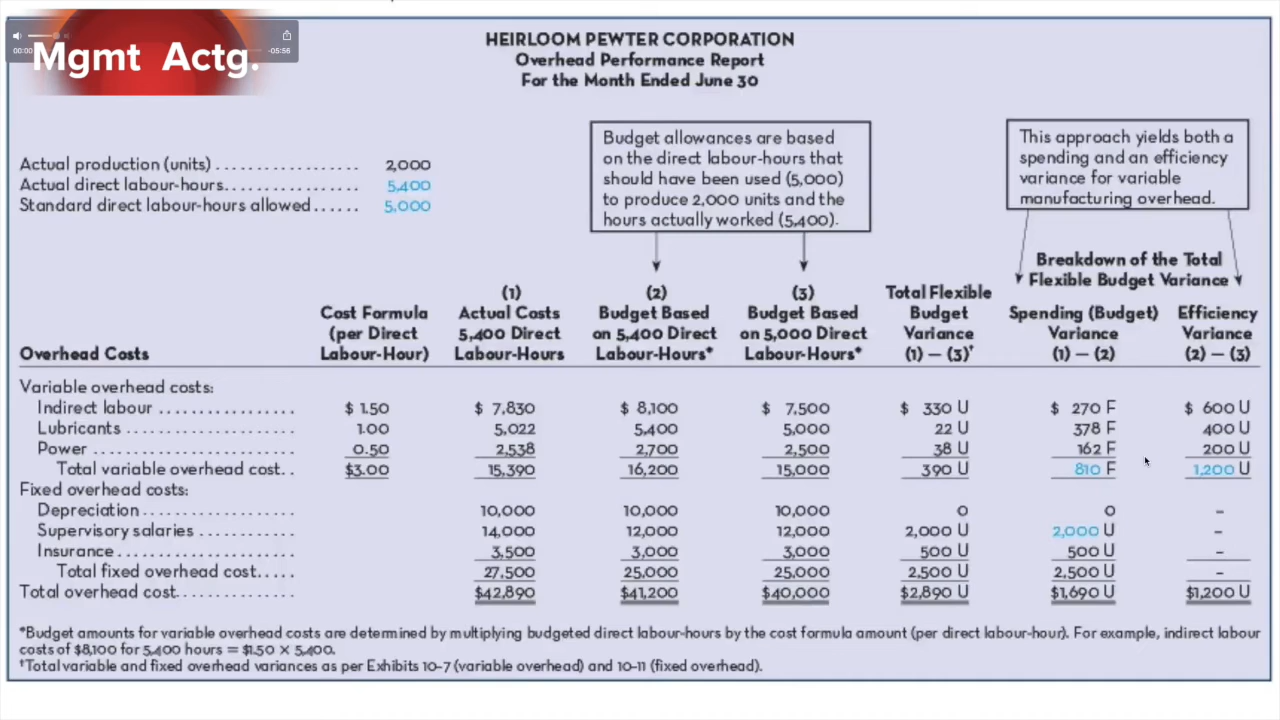 00:00
-05:56
Mgmt Actg.
HEIRLOOM PEWTER CORPORATION
Overhead Performance Report
For the Month Ended June 30
Actual production (units) . . . . . . . . . . . . . . . . . . 2,000
Actual direct labour-hours. . . . . . . . . . . . . . . . . 5,400
Standard direct labour-hours allowed . . . . . . 5,000
Budget allowances are based
on the direct labour-hours that
should have been used (5,000)
to produce 2,000 units and the
hours actually worked (5,400).
This approach yields both a
spending and an efficiency
variance for variable
manufacturing overhead.
Breakdown of the Total
Flexible Budget Variance
(1) (2) (3) Total Flexible
Cost Formula Actual Costs Budget Based Budget Based Budget Spending (Budget) Efficiency
(per Direct 5,400 Direct on 5,400 Direct on 5,000 Direct Variance Variance Variance
Overhead Costs Labour-Hour) Labour-Hours Labour-Hours* Labour-Hours* (1) — (3)† (1) — (2) (2) — (3)
Variable overhead costs:
Indirect labour . . . . . . . . . . . . . . . . . $ 1.50 $ 7,830 $ 8,100 $ 7,500 $ 330 U $ 270 F $ 600 U
Lubricants . . . . . . . . . . . . . . . . . . . . . 1.00 5,022 5,400 5,000 22 U 378 F 400 U
Power . . . . . . . . . . . . . . . . . . . . . . . . . 0.50 2,538 2,700 2,500 38 U 162 F 200 U
Total variable overhead cost. . $3.00 15,390 16,200 15,000 390 U 810 F 1,200 U
Fixed overhead costs:
Depreciation . . . . . . . . . . . . . . . . . . . 10,000 10,000 10,000 0 0 –
Supervisory salaries . . . . . . . . . . . . 14,000 12,000 12,000 2,000 U 2,000 U –
Insurance . . . . . . . . . . . . . . . . . . . . . . 3,500 3,000 3,000 500 U 500 U –
Total fixed overhead cost. . . . . 27,500 25,000 25,000 2,500 U 2,500 U –
Total overhead cost. . . . . . . . . . . . . . . $42,890 $41,200 $40,000 $2,890 U $1,690 U $1,200 U
*Budget amounts for variable overhead costs are determined by multiplying budgeted direct labour-hours by the cost formula amount (per direct labour-hour). For example, indirect labour
costs of $8,100 for 5,400 hours = $1.50 × 5,400.
†Total variable and fixed overhead variances as per Exhibits 10-7 (variable overhead) and 10-11 (fixed overhead).